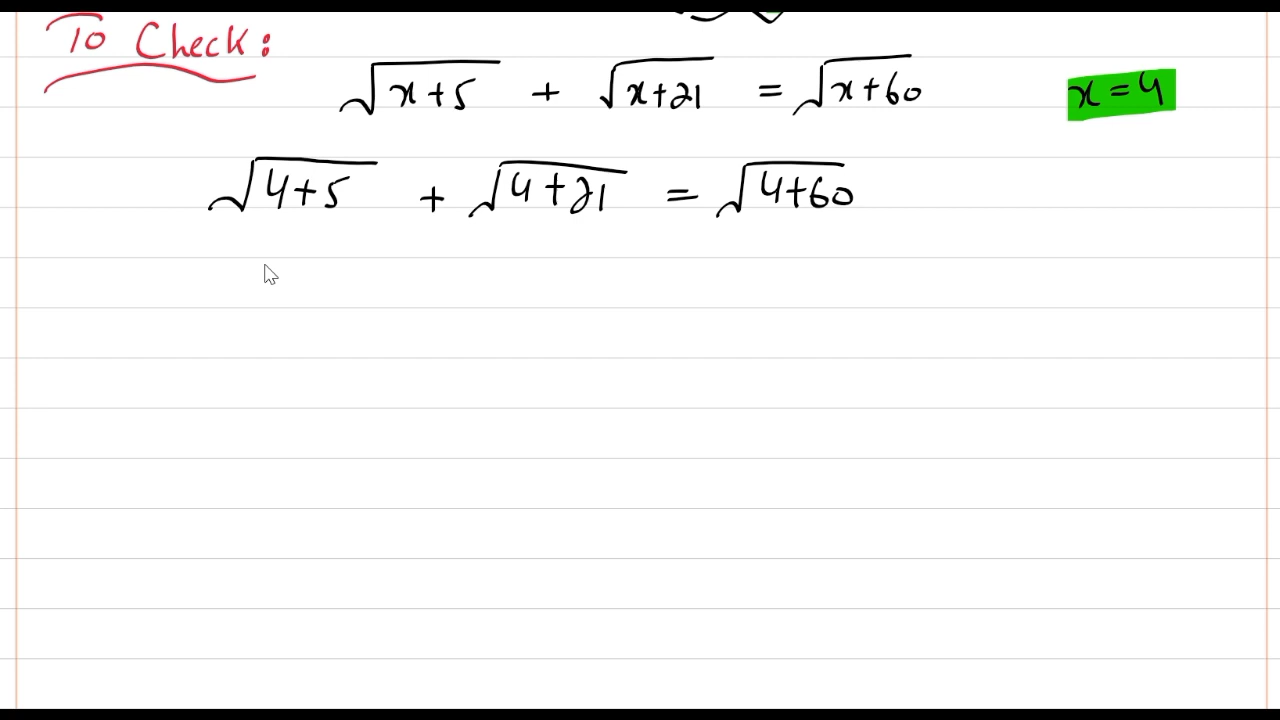 To Check:
√x+5 + √x+21 = √x+60
x=4
√4+5 + √4+21 = √4+60